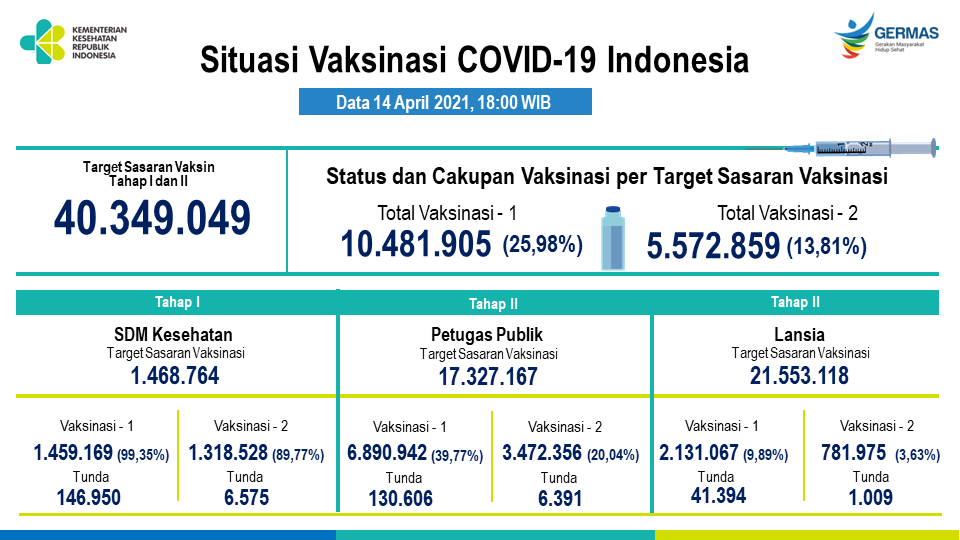 KEMENTERIAN
KESEHATAN
REPUBLIK
INDONESIA
GERMAS
Gerakan Masyarakat
Hidup Sehat
Situasi Vaksinasi COVID-19 Indonesia
Data 14 April 2021, 18:00 WIB
Target Sasaran Vaksin
Tahap I dan II
40.349.049
Status dan Cakupan Vaksinasi per Target Sasaran Vaksinasi
Total Vaksinasi - 1
10.481.905 (25,98%)
Total Vaksinasi - 2
5.572.859 (13,81%)
Tahap I
SDM Kesehatan
Target Sasaran Vaksinasi
1.468.764
Vaksinasi - 1
1.459.169 (99,35%)
Tunda
146.950
Vaksinasi - 2
1.318.528 (89,77%)
Tunda
6.575
Tahap II
Petugas Publik
Target Sasaran Vaksinasi
17.327.167
Vaksinasi - 1
6.890.942 (39,77%)
Tunda
130.606
Vaksinasi - 2
3.472.356 (20,04%)
Tunda
6.391
Tahap II
Lansia
Target Sasaran Vaksinasi
21.553.118
Vaksinasi - 1
2.131.067 (9,89%)
Tunda
41.394
Vaksinasi - 2
781.975 (3,63%)
Tunda
1.009